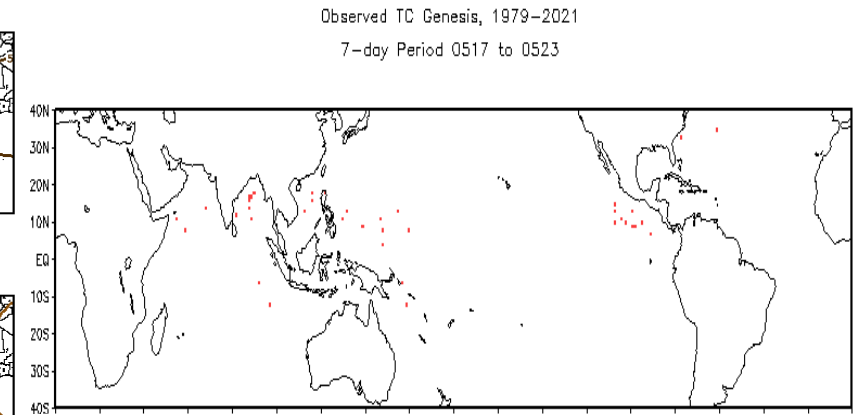 Observed TC Genesis, 1979-2021
7-day Period 0517 to 0523
40N
30N
20N
10N
EQ
10S
20S
30S
40S